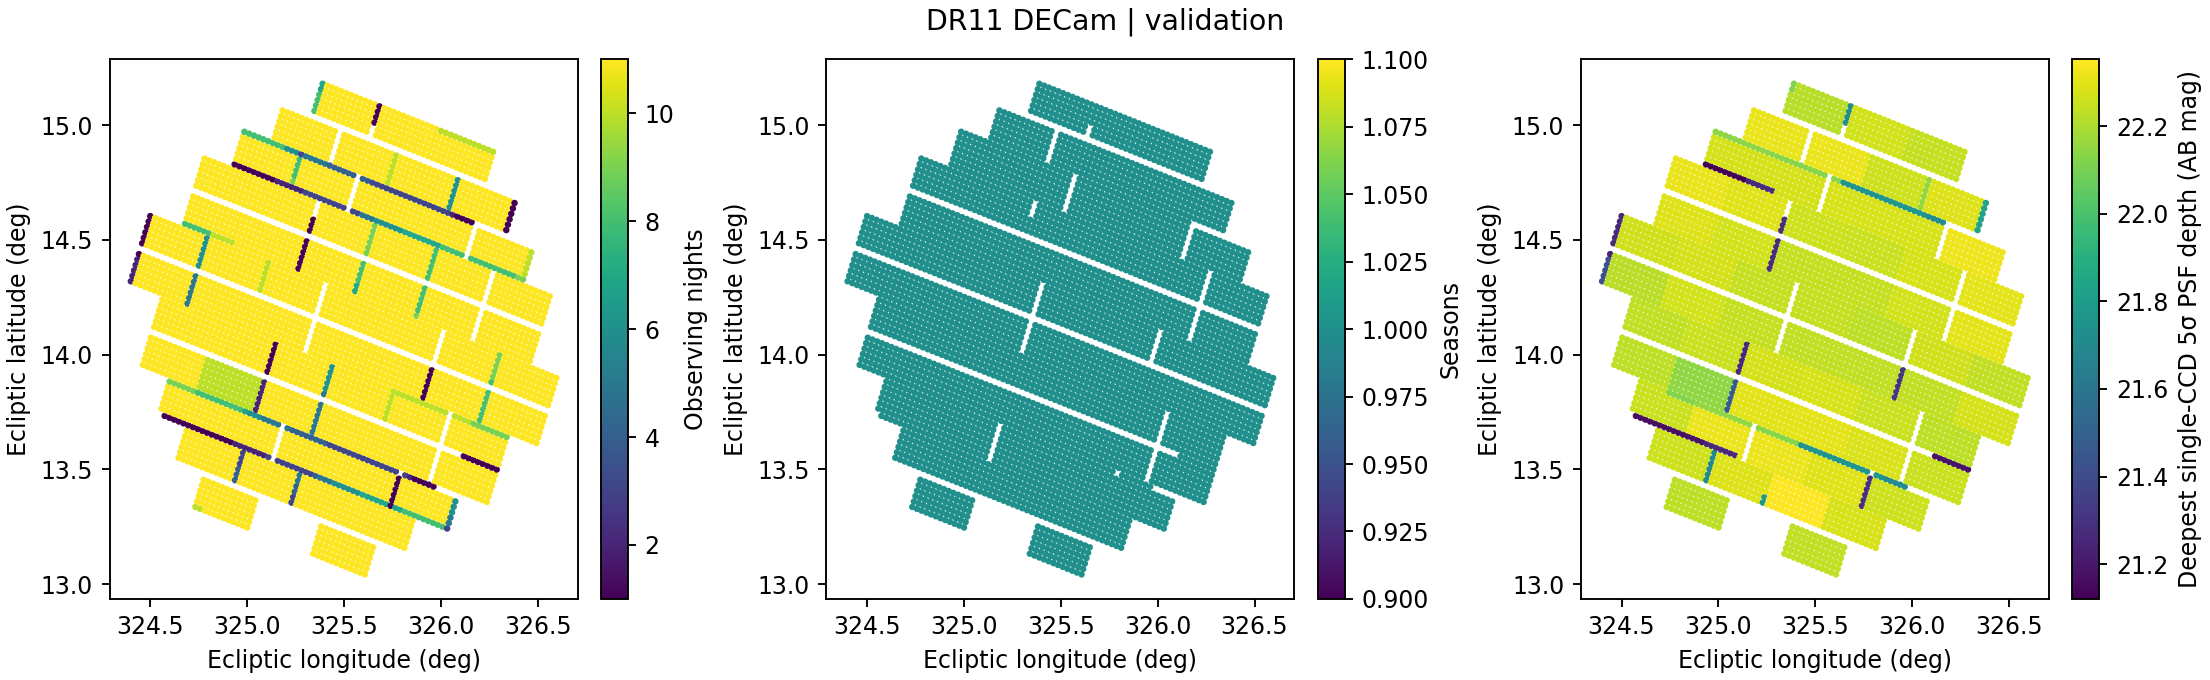 DR11 DECam | validation
15.0
14.5
14.0
13.5
13.0
324.5 325.0 325.5 326.0 326.5
Ecliptic longitude (deg)
Ecliptic latitude (deg)
10
8
6
4
2
Observing nights
15.0
14.5
14.0
13.5
13.0
324.5 325.0 325.5 326.0 326.5
Ecliptic longitude (deg)
Ecliptic latitude (deg)
1.100
1.075
1.050
1.025
1.000
0.975
0.950
0.925
0.900
Seasons
15.0
14.5
14.0
13.5
13.0
324.5 325.0 325.5 326.0 326.5
Ecliptic longitude (deg)
Ecliptic latitude (deg)
22.2
22.0
21.8
21.6
21.4
21.2
Deepest single-CCD 5σ PSF depth (AB mag)